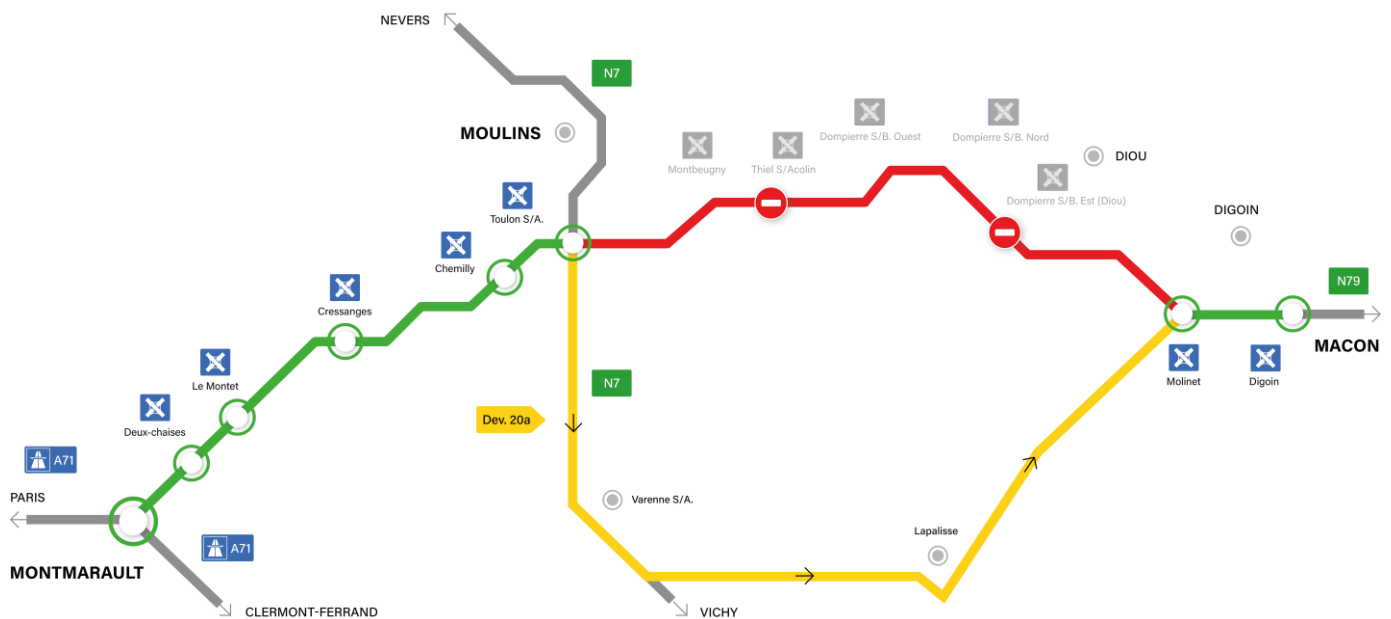 NEVERS
N7
MOULINS
Dompierre S/B. Ouest
Dompierre S/B. Nord
Montbeugny
Thiel S/Acolin
DIOU
Dompierre S/B. Est (Diou)
Toulon S/A.
DIGOIN
Chemilly
N79
Cressanges
MACON
Le Montet
Molinet
Digoin
N7
Dev. 20a
Deux-chaises
A71
PARIS
Varenne S/A.
Lapalisse
A71
MONTMARAULT
CLERMONT-FERRAND
VICHY